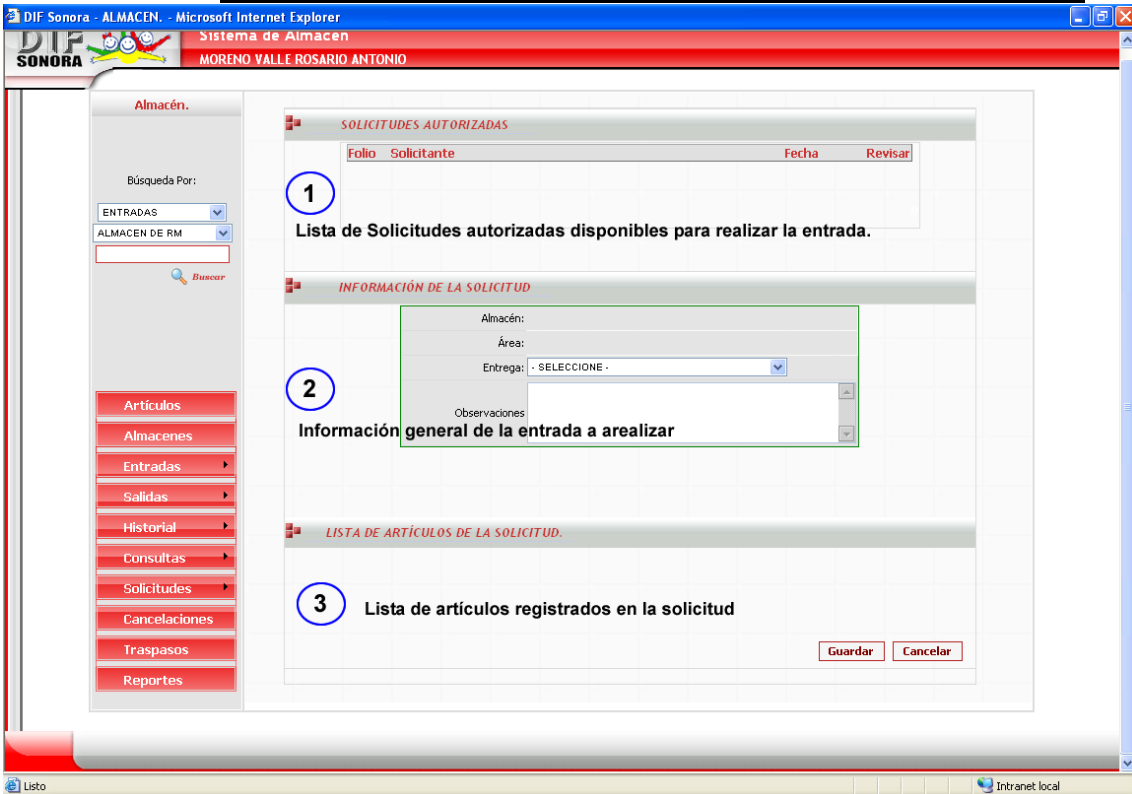 DIF Sonora - ALMACEN. - Microsoft Internet Explorer
DIF
SONORA
Sistema de Almacén
MORENO VALLE ROSARIO ANTONIO
Almacén.
Búsqueda Por:
ENTRADAS
ALMACEN DE RM
Buscar
Artículos
Almacenes
Entradas
Salidas
Historial
Consultas
Solicitudes
Cancelaciones
Traspasos
Reportes
SOLICITUDES AUTORIZADAS
Folio Solicitante Fecha Revisar
1
Lista de Solicitudes autorizadas disponibles para realizar la entrada.
INFORMACIÓN DE LA SOLICITUD
Almacén:
Área:
Entrega: - SELECCIONE -
2
Observaciones
Información general de la entrada a arealizar
LISTA DE ARTÍCULOS DE LA SOLICITUD.
3
Lista de artículos registrados en la solicitud
Guardar Cancelar
Listo
Intranet local